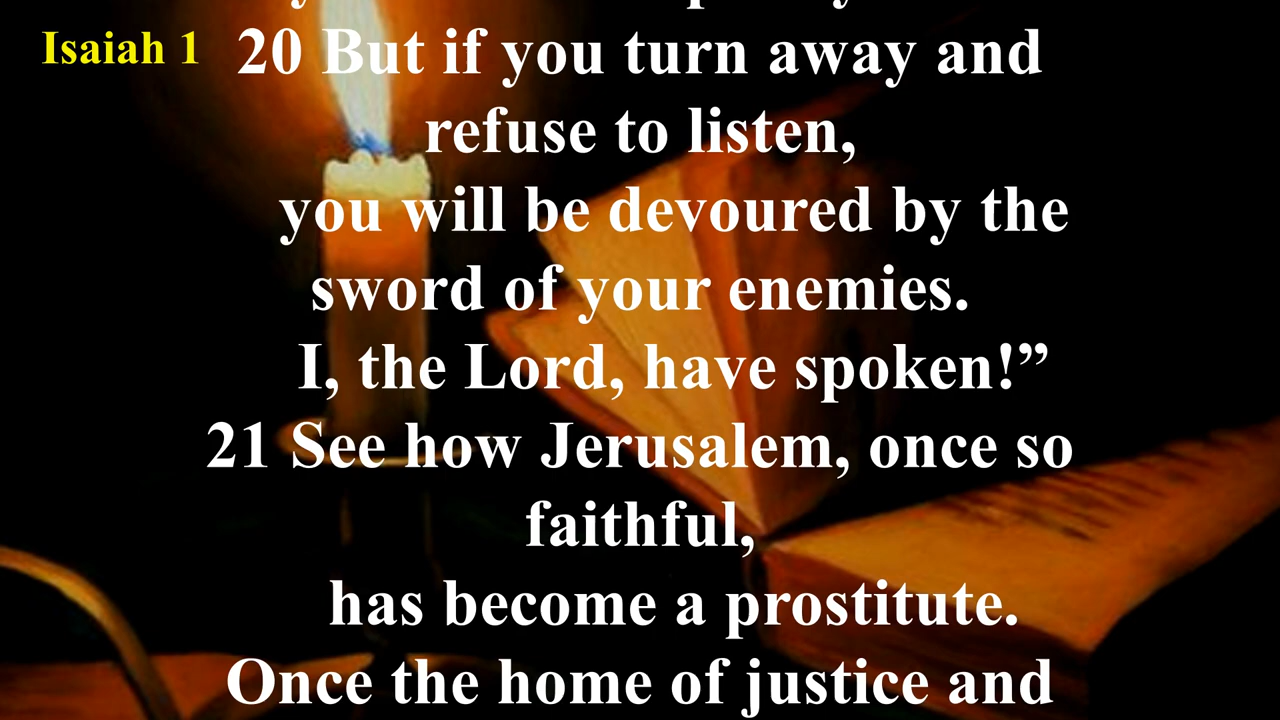 Isaiah 1
20 But if you turn away and
refuse to listen,
you will be devoured by the
sword of your enemies.
I, the Lord, have spoken!”
21 See how Jerusalem, once so
faithful,
has become a prostitute.
Once the home of justice and